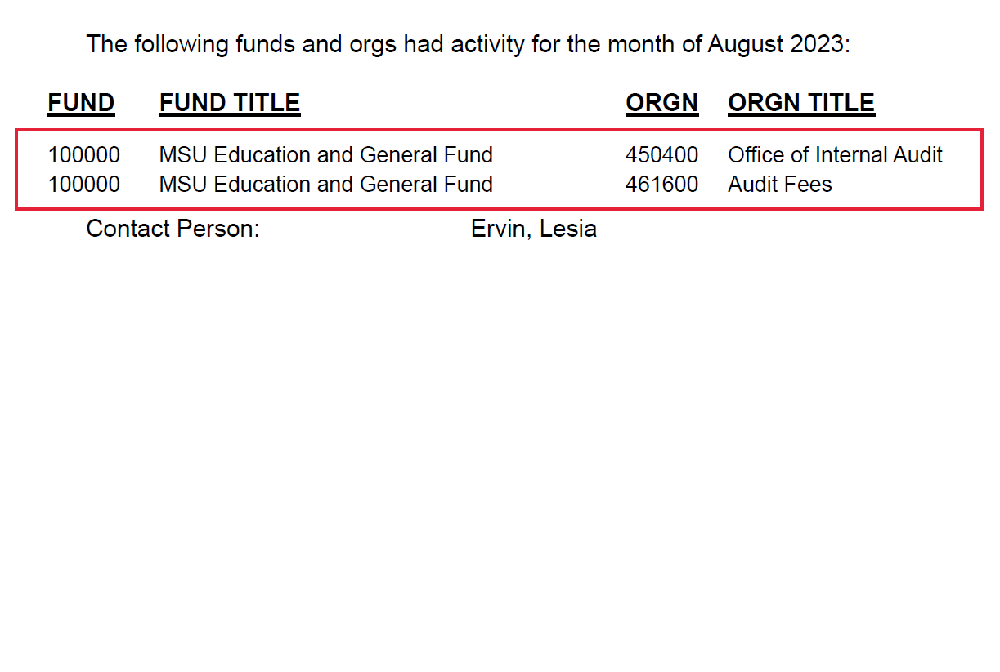 The following funds and orgs had activity for the month of August 2023:
FUND FUND TITLE ORGN ORGN TITLE
100000 MSU Education and General Fund 450400 Office of Internal Audit
100000 MSU Education and General Fund 461600 Audit Fees
Contact Person: Ervin, Lesia